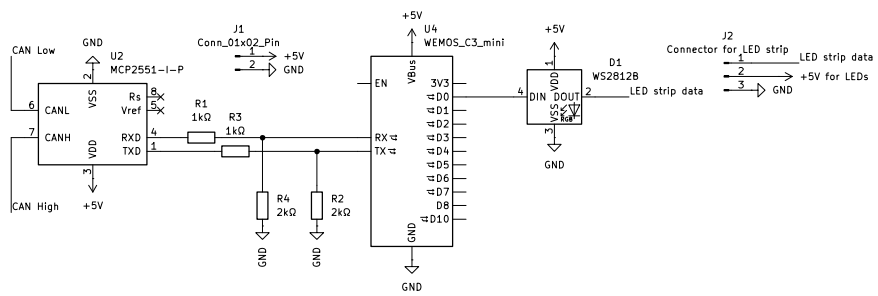 CAN Low
GND
U2
MCP2551-I-P
2
VSS
Rs
8
Vref
5
6
CANL
7
CANH
RXD
4
TXD
1
VDD
3
+5V
CAN High
J1
Conn_01x02_Pin
1
+5V
2
GND
R1
1kΩ
R3
1kΩ
R4
2kΩ
R2
2kΩ
GND
GND
+5V
U4
WEMOS_C3_mini
VBus
EN
3V3
D0
D1
D2
RX
D3
TX
D4
D5
D6
D7
D8
D10
GND
GND
+5V
D1
WS2812B
1
VDD
4
DIN
DOUT
2
LED strip data
VSS
RGB
3
GND
J2
Connector for LED strip
1
LED strip data
2
+5V for LEDs
3
GND